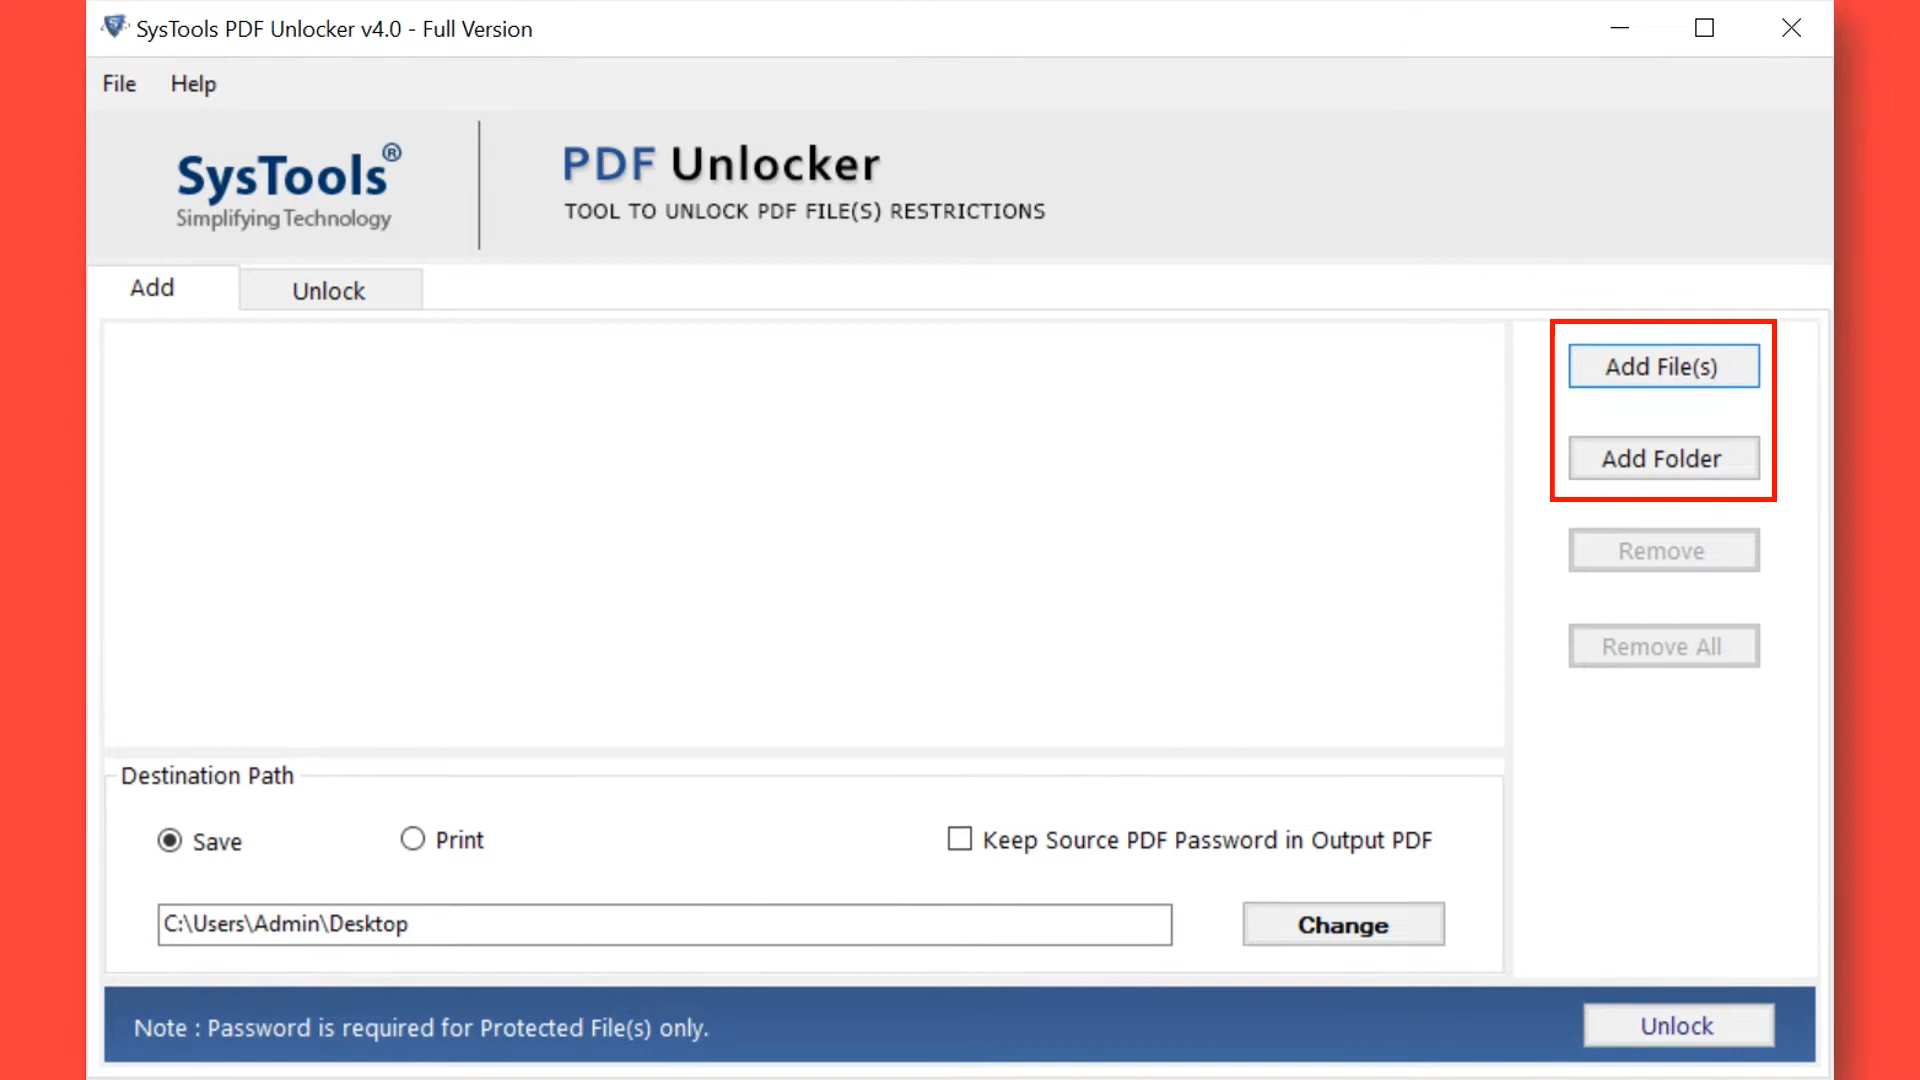 SysTools PDF Unlocker v4.0 - Full Version
File Help
SysTools®
Simplifying Technology
PDF Unlocker
TOOL TO UNLOCK PDF FILE(S) RESTRICTIONS
Add Unlock
Add File(s)
Add Folder
Remove
Remove All
Destination Path
Save Print Keep Source PDF Password in Output PDF
C:\Users\Admin\Desktop Change
Note : Password is required for Protected File(s) only. Unlock